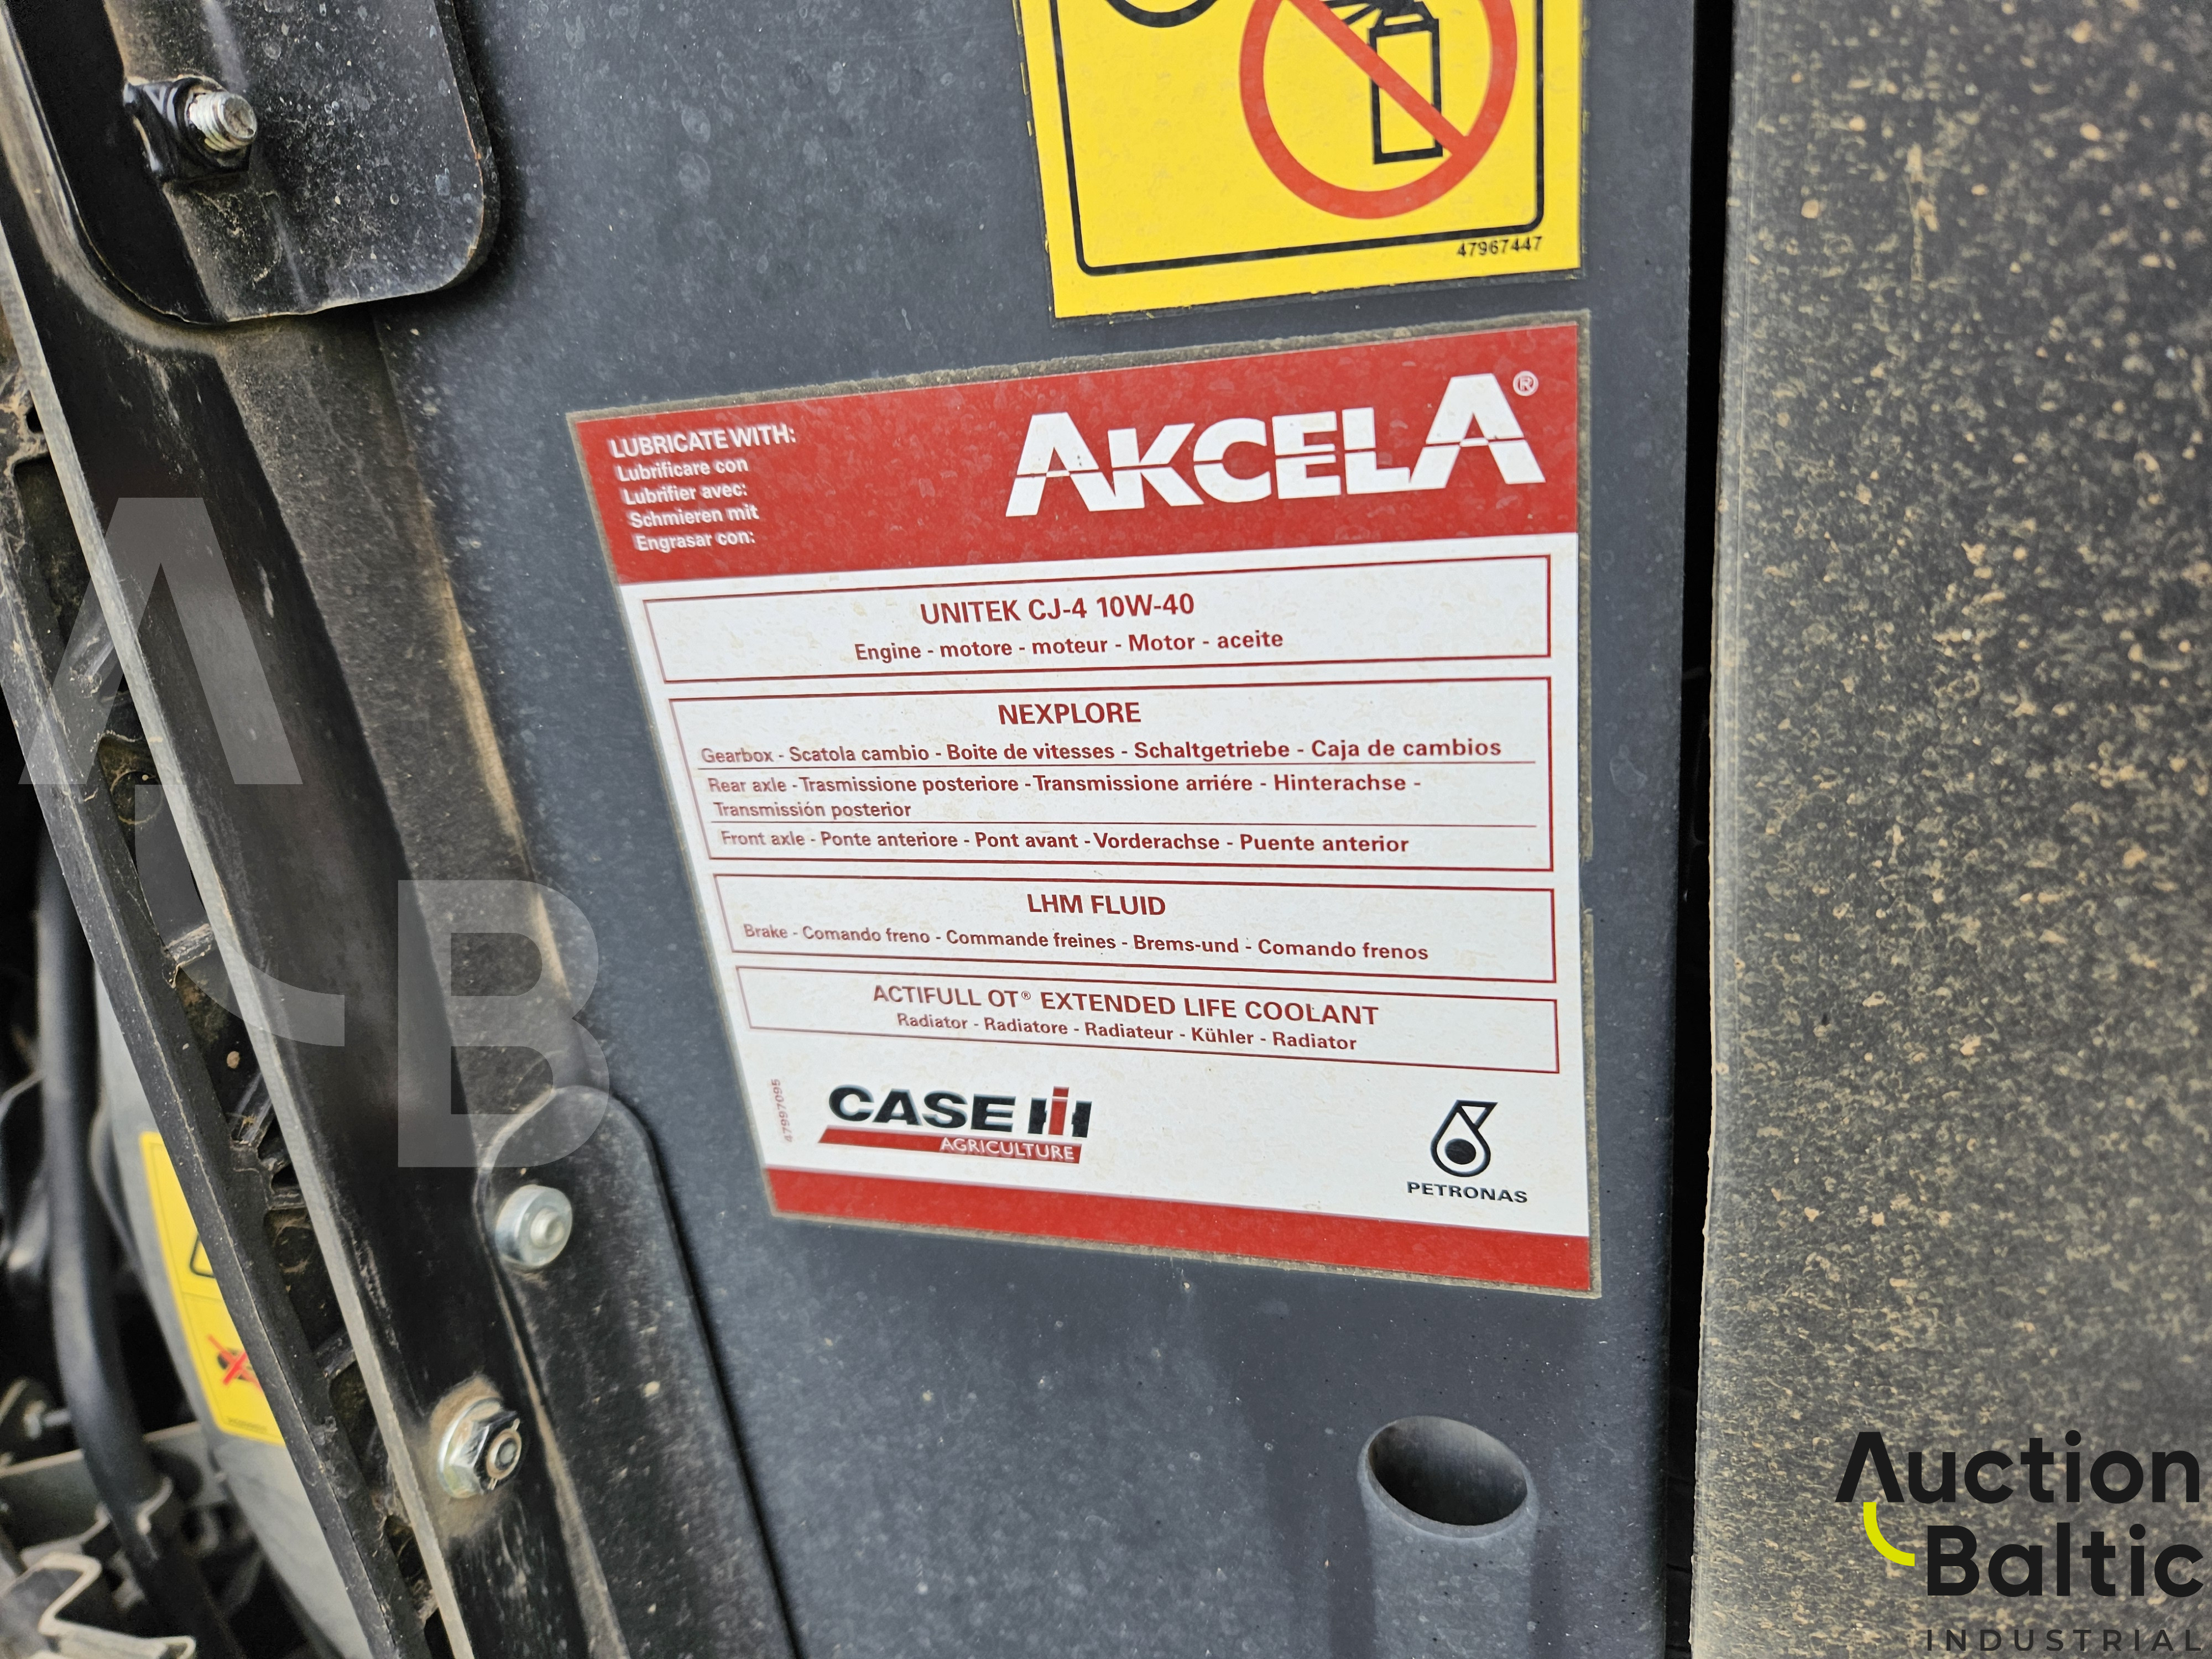 47967447
AKCELA®
LUBRICATE WITH:
Lubrificare con
Lubrifier avec:
Schmieren mit
Engrasar con:
UNITEK CJ-4 10W-40
Engine - motore - moteur - Motor - aceite
NEXPLORE
Gearbox - Scatola cambio - Boite de vitesses - Schaltgetriebe - Caja de cambios
Rear axle - Trasmissione posteriore - Transmissione arriére - Hinterachse -
Transmissión posterior
Front axle - Ponte anteriore - Pont avant - Vorderachse - Puente anterior
LHM FLUID
Brake - Comando freno - Commande freines - Brems-und - Comando frenos
ACTIFULL OT® EXTENDED LIFE COOLANT
Radiator - Radiatore - Radiateur - Kühler - Radiator
47997095
CASE IH
AGRICULTURE
PETRONAS
A
B
Auction
Baltic
INDUSTRIAL